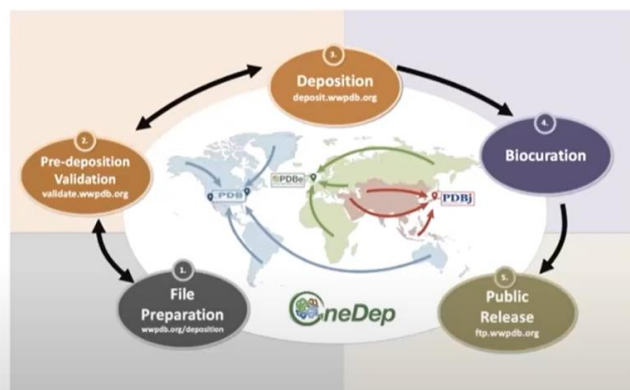 3.
Deposition
deposit.wwpdb.org
4.
Biocuration
2.
Pre-deposition
Validation
validate.wwpdb.org
PDB
PDBe
PDBj
1.
File
Preparation
wwpdb.org/deposition
OneDep
5.
Public
Release
ftp.wwpdb.org